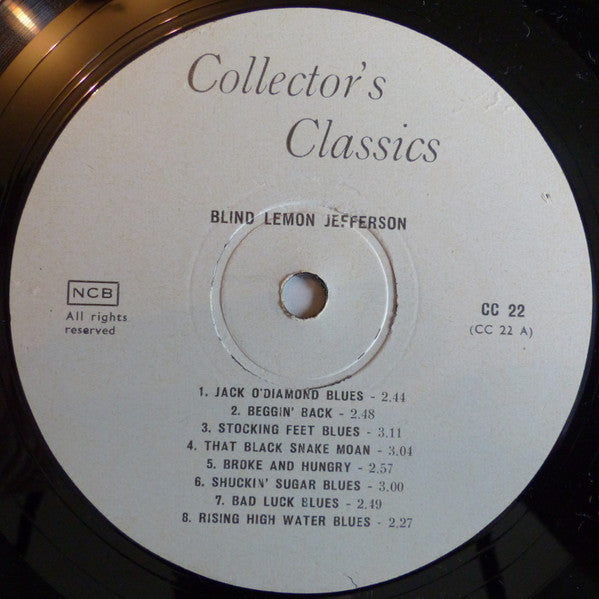 Collector's
Classics
BLIND LEMON JEFFERSON
NCB
All rights
reserved
CC 22
(CC 22 A)
1. JACK O'DIAMOND BLUES - 2.44
2. BEGGIN' BACK - 2.48
3. STOCKING FEET BLUES - 3.11
4. THAT BLACK SNAKE MOAN - 3.04
5. BROKE AND HUNGRY - 2.57
6. SHUCKIN' SUGAR BLUES - 3.00
7. BAD LUCK BLUES - 2.49
8. RISING HIGH WATER BLUES - 2.27